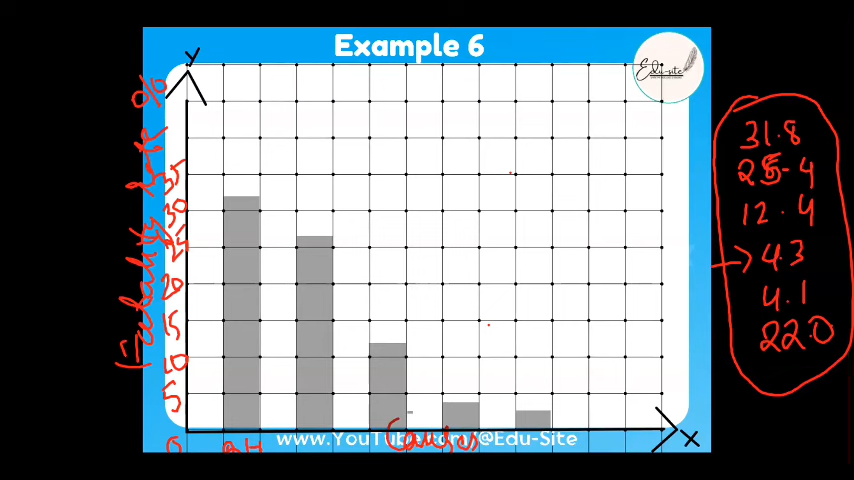 Example 6
Edu-site
Y
Fatality Rate %
35
30
25
20
15
10
5
0
31.8
25.4
12.4
4.3
4.1
22.0
Causes
www.YouTube.com/@Edu-Site
X